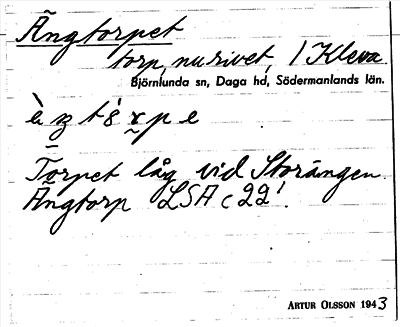 Ängtorpet
torp, nu rivet, / Kleva.
Björnlunda sn, Daga hd, Södermanlands län.
Torpet låg vid Storängen.
Ängtorp LSA c 22!.
ARTUR OLSSON 1943